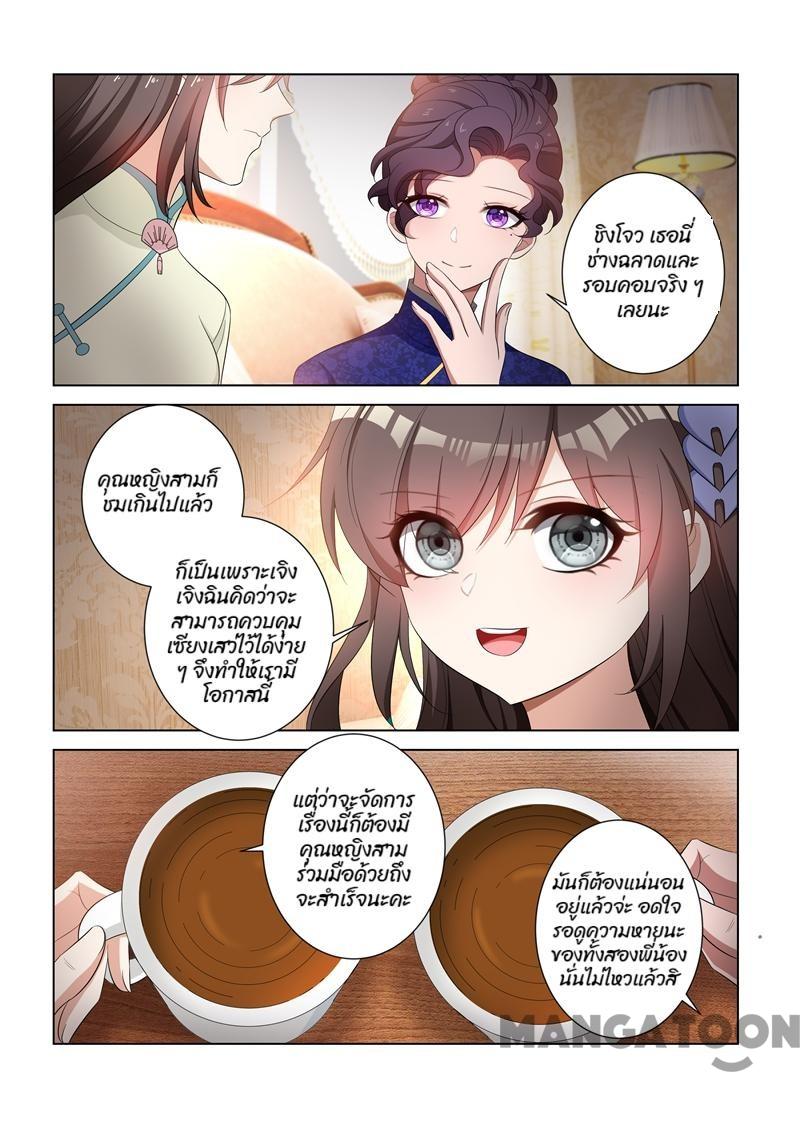 ชิงโจว เธอนี่
ช่างฉลาดและ
รอบคอบจริง ๆ
เลยนะ
คุณหญิงสามก็
ชมเกินไปแล้ว
ก็เป็นเพราะเจิง
เจิงฉินคิดว่าจะ
สามารถควบคุม
เซียงเสวไว้ได้ง่าย
ๆ จึงทำให้เรามี
โอกาสนี้
แต่ว่าจะจัดการ
เรื่องนี้ก็ต้องมี
คุณหญิงสาม
ร่วมมือด้วยถึง
จะสำเร็จนะคะ
มันก็ต้องแน่นอน
อยู่แล้วจ่ะ อดใจ
รอดูความหายนะ
ของทั้งสองพี่น้อง
นั่นไม่ไหวแล้วสิ
MANGATOON